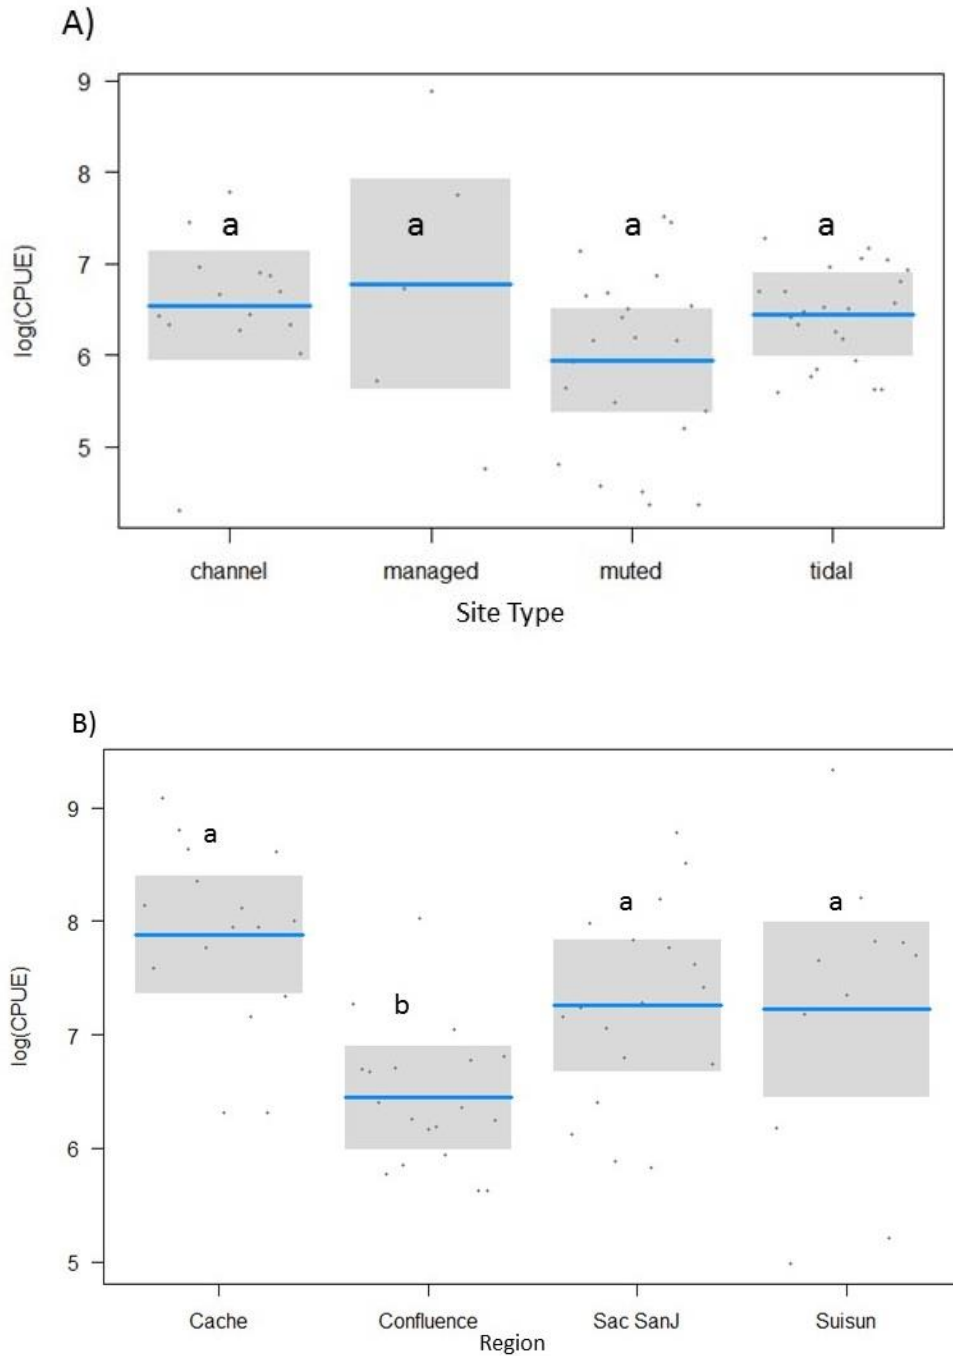 A)
9
8
7
6
5
log(CPUE)
a a a a
channel managed muted tidal
Site Type
B)
9
8
7
6
5
log(CPUE)
a b a a
Cache Confluence Sac SanJ Suisun
Region